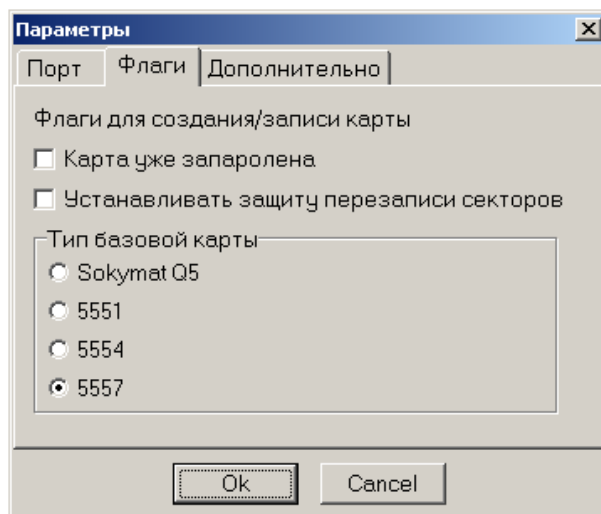 Параметры
Порт Флаги Дополнительно
Флаги для создания/записи карты
Карта уже запаролена
Устанавливать защиту перезаписи секторов
Тип базовой карты
Sokymat Q5
5551
5554
5557
Ok Cancel